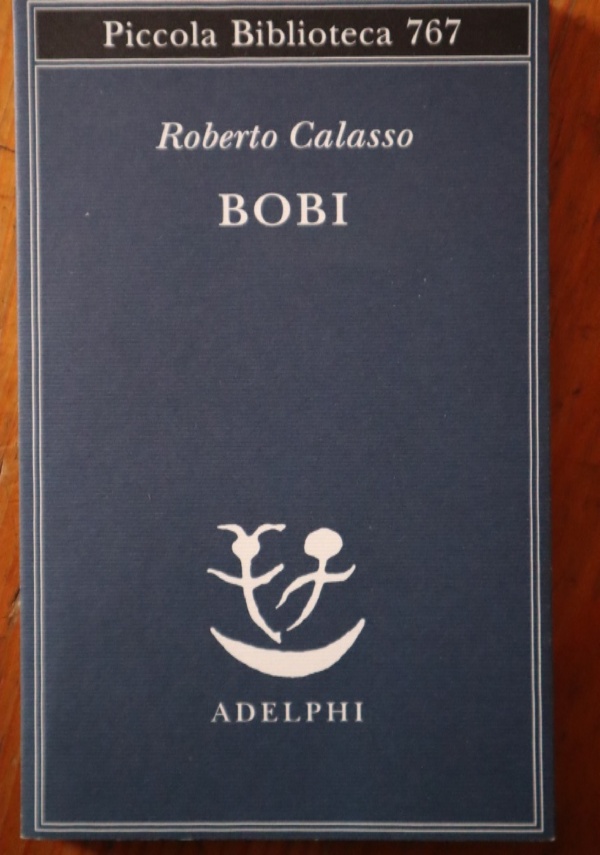 Piccola Biblioteca 767
Roberto Calasso
BOBI
ADELPHI